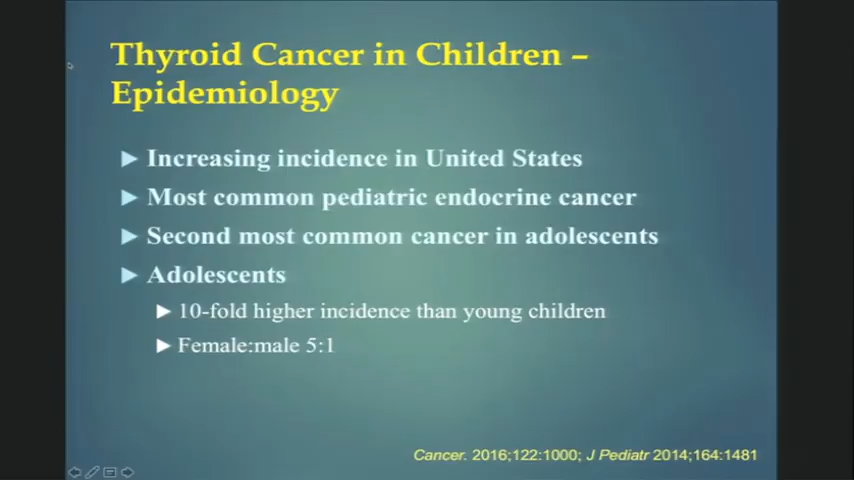 Thyroid Cancer in Children –
Epidemiology
Increasing incidence in United States
Most common pediatric endocrine cancer
Second most common cancer in adolescents
Adolescents
10-fold higher incidence than young children
Female:male 5:1
Cancer. 2016;122:1000; J Pediatr 2014;164:1481